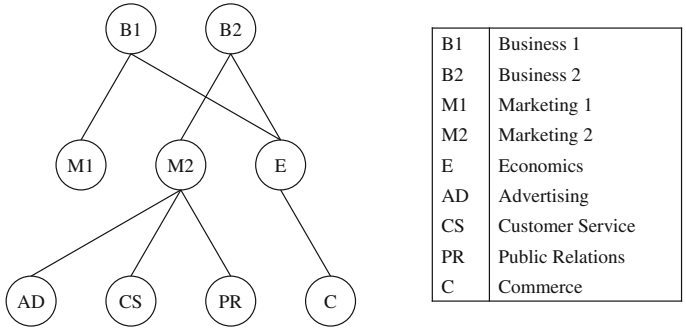 B1 B2
M1 M2 E
AD CS PR C
B1 Business 1
B2 Business 2
M1 Marketing 1
M2 Marketing 2
E Economics
AD Advertising
CS Customer Service
PR Public Relations
C Commerce